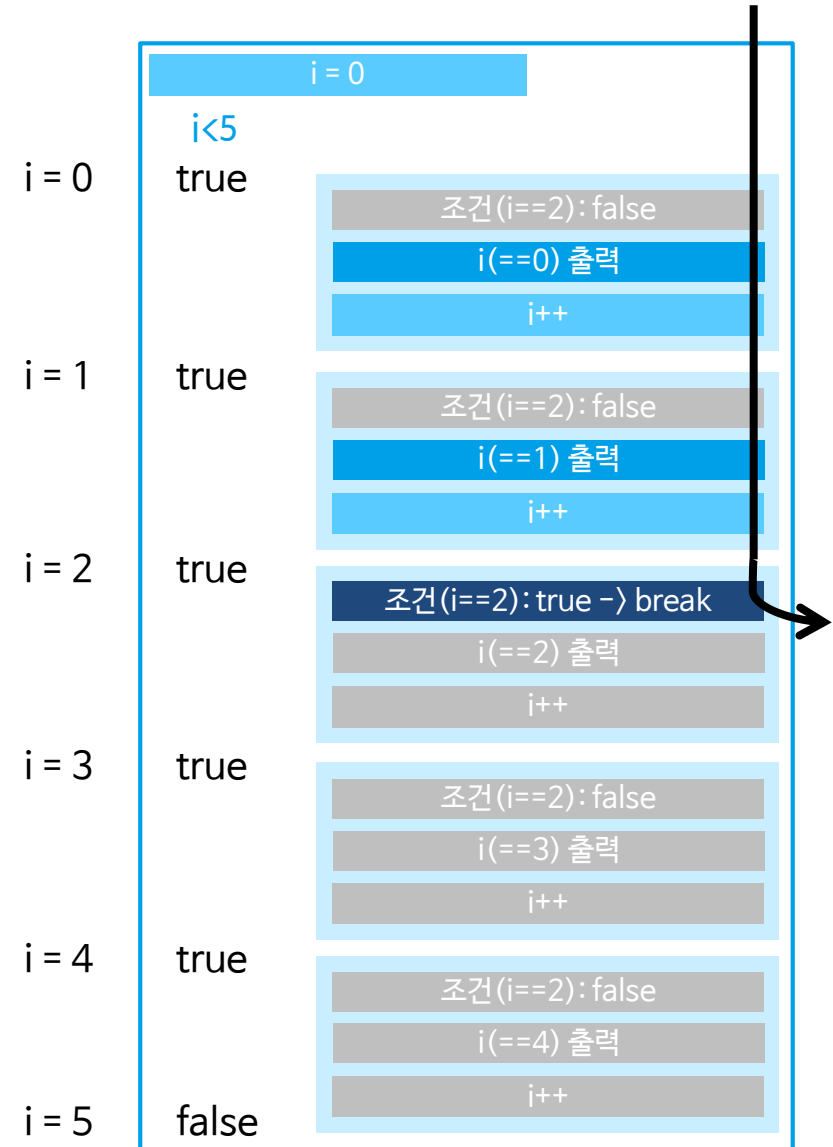 i = 0
i<5
i = 0 true
조건(i==2):false
i(==0) 출력
i++
i = 1 true
조건(i==2):false
i(==1) 출력
i++
i = 2 true
조건(i==2):true -> break
i(==2) 출력
i++
i = 3 true
조건(i==2):false
i(==3) 출력
i++
i = 4 true
조건(i==2):false
i(==4) 출력
i++
i = 5 false